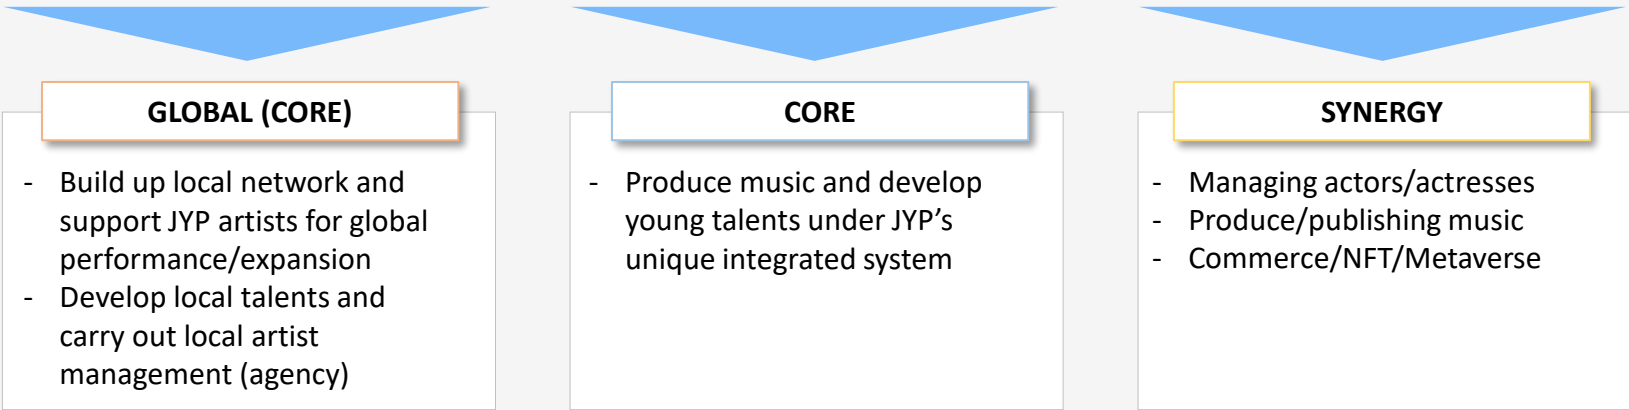 GLOBAL (CORE)
- Build up local network and
support JYP artists for global
performance/expansion
- Develop local talents and
carry out local artist
management (agency)
CORE
- Produce music and develop
young talents under JYP’s
unique integrated system
SYNERGY
- Managing actors/actresses
- Produce/publishing music
- Commerce/NFT/Metaverse